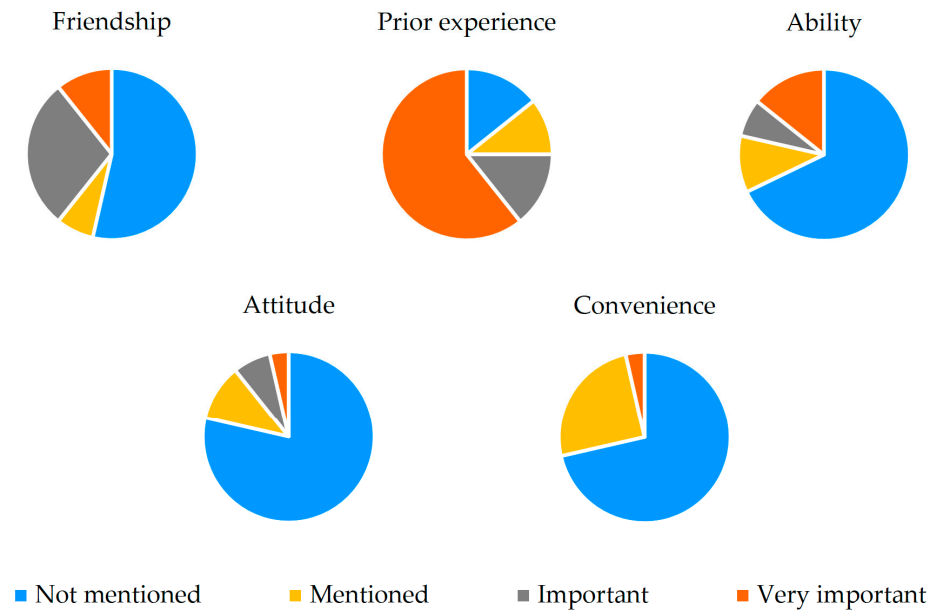 Friendship
Prior experience
Ability
Attitude
Convenience
Not mentioned
Mentioned
Important
Very important